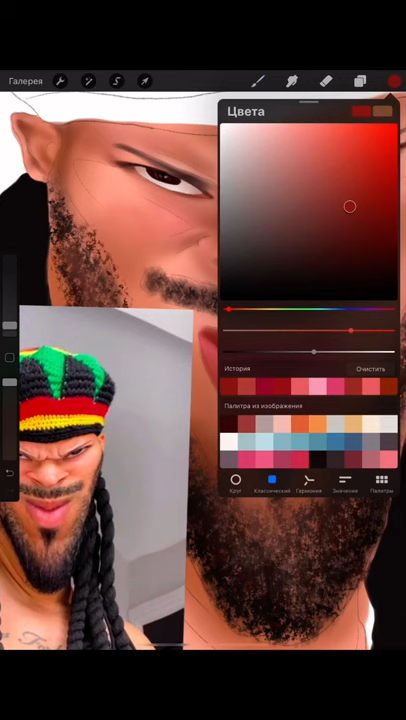 Галерея
Цвета
История
Очистить
Палитра из изображения
Круг
Классический
Гармония
Значение
Палитры